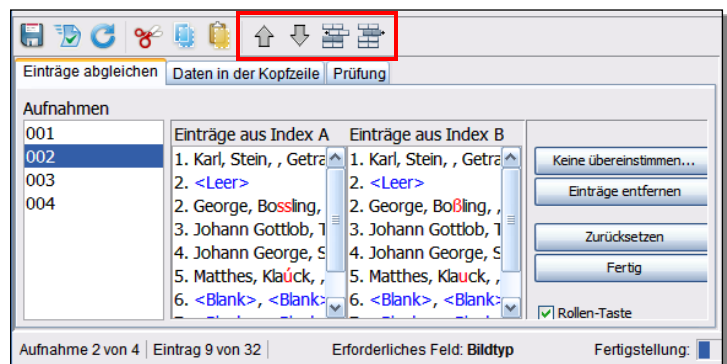 Einträge abgleichen Daten in der Kopfzeile Prüfung
Aufnahmen
001
002
003
004
Einträge aus Index A
1. Karl, Stein, , Getra
2. <Leer>
2. George, Bossling,
3. Johann Gottlob, T
4. Johann George, S
5. Matthes, Klaúck, ,
6. <Blank>, <Blank>
Einträge aus Index B
1. Karl, Stein, , Getra
2. <Leer>
2. George, Boßling, ,
3. Johann Gottlob, T
4. Johann George, S
5. Matthes, Klauck, ,
6. <Blank>, <Blank>
Keine übereinstimmen...
Einträge entfernen
Zurücksetzen
Fertig
Rollen-Taste
Aufnahme 2 von 4 Eintrag 9 von 32 Erforderliches Feld: Bildtyp Fertigstellung: